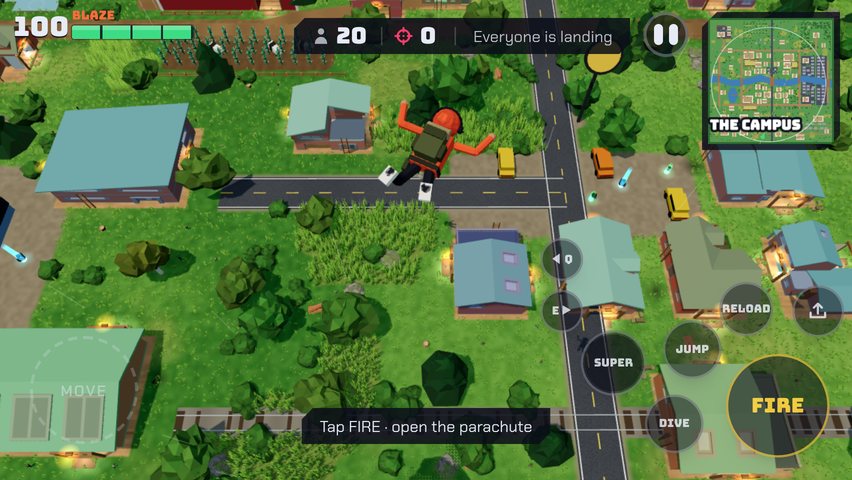 100 BLAZE
20 0 Everyone is landing
THE CAMPUS
Q
E
RELOAD
JUMP
SUPER
MOVE
FIRE
DIVE
Tap FIRE · open the parachute